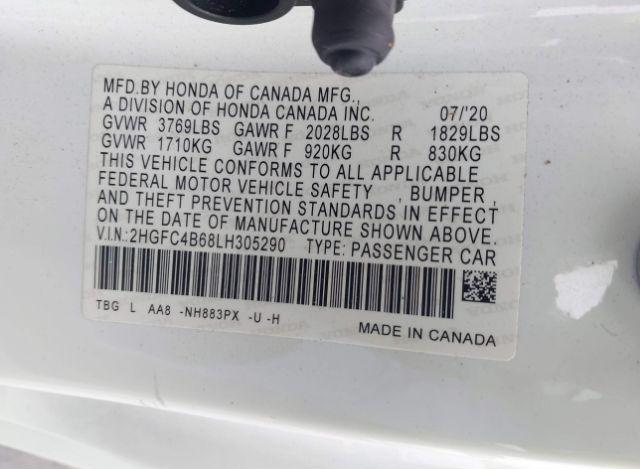 MFD.BY HONDA OF CANADA MFG.,
A DIVISION OF HONDA CANADA INC. 07/'20
GVWR 3769LBS GAWR F 2028LBS R 1829LBS
GVWR 1710KG GAWR F 920KG R 830KG
THIS VEHICLE CONFORMS TO ALL APPLICABLE
FEDERAL MOTOR VEHICLE SAFETY , BUMPER ,
AND THEFT PREVENTION STANDARDS IN EFFECT
ON THE DATE OF MANUFACTURE SHOWN ABOVE.
V.I.N.:2HGFC4B68LH305290 TYPE: PASSENGER CAR
TBG L AA8 -NH883PX -U -H
MADE IN CANADA